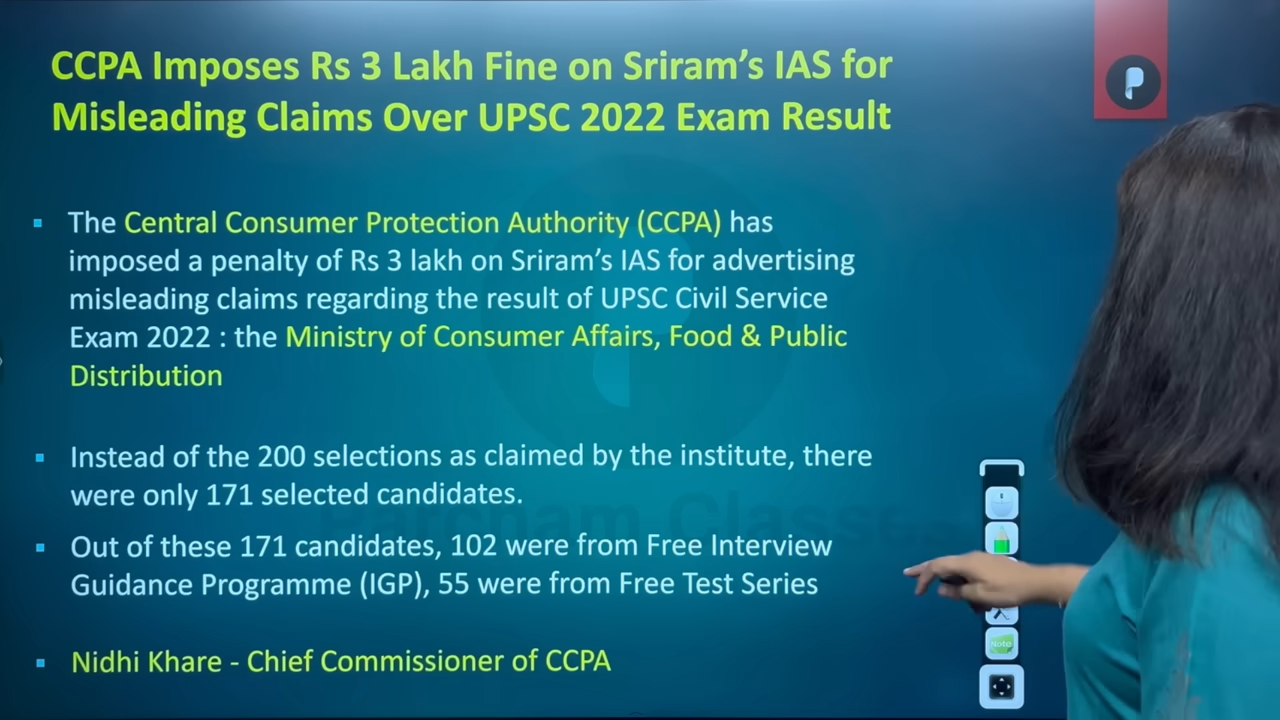 CCPA Imposes Rs 3 Lakh Fine on Sriram's IAS for
Misleading Claims Over UPSC 2022 Exam Result
The Central Consumer Protection Authority (CCPA) has
imposed a penalty of Rs 3 lakh on Sriram's IAS for advertising
misleading claims regarding the result of UPSC Civil Service
Exam 2022 : the Ministry of Consumer Affairs, Food & Public
Distribution
Instead of the 200 selections as claimed by the institute, there
were only 171 selected candidates.
Parcham Classes
Out of these 171 candidates, 102 were from Free Interview
Guidance Programme (IGP), 55 were from Free Test Series
Note
Nidhi Khare - Chief Commissioner of CCPA